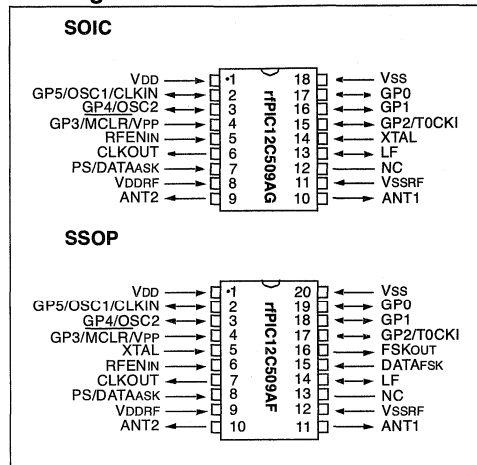 SOIC
VDD 1 18 VSS
GP5/OSC1/CLKIN 2 17 GP0
GP4/OSC2 3 16 GP1
GP3/MCLR/VPP 4 15 GP2/T0CKI
RFENIN 5 14 XTAL
CLKOUT 6 13 LF
PS/DATAASK 7 12 NC
VDDRF 8 11 VSSRF
ANT2 9 10 ANT1
rfPIC12C509AG
SSOP
VDD 1 20 VSS
GP5/OSC1/CLKIN 2 19 GP0
GP4/OSC2 3 18 GP1
GP3/MCLR/VPP 4 17 GP2/T0CKI
XTAL 5 16 FSKOUT
RFENIN 6 15 DATAFSK
CLKOUT 7 14 LF
PS/DATAASK 8 13 NC
VDDRF 9 12 VSSRF
ANT2 10 11 ANT1
rfPIC12C509AF